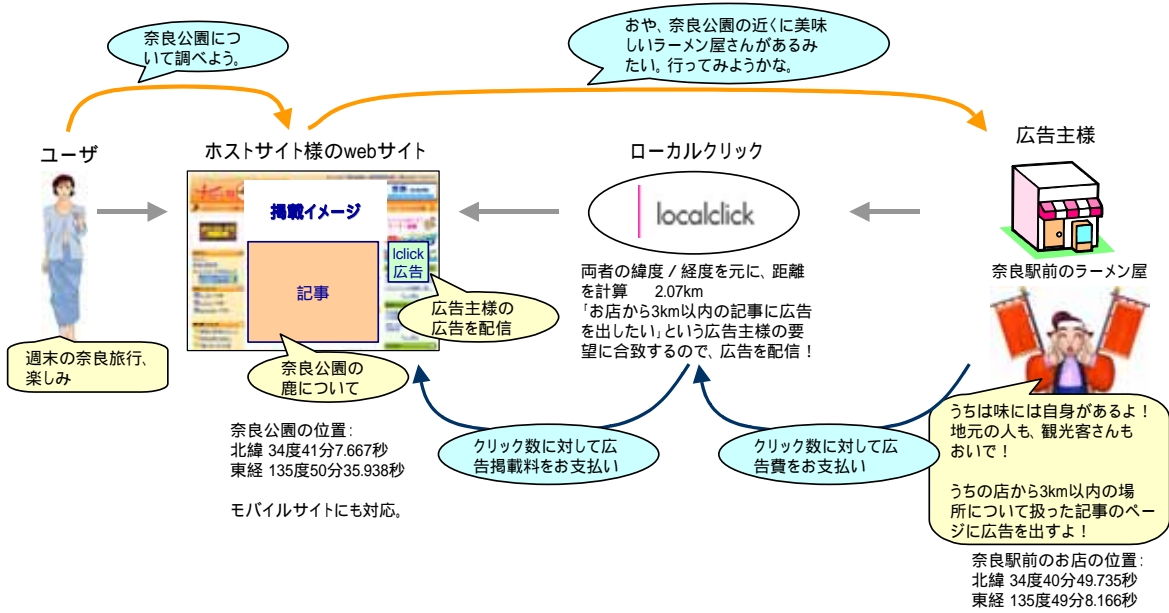 奈良公園につ
いて調べよう。
おや、奈良公園の近くに美味
しいラーメン屋さんがあるみ
たい。行ってみようかな。
ユーザ
ホストサイト様のwebサイト
ローカルクリック
広告主様
掲載イメージ
記事
lclick
広告
localclick
広告主様の
広告を配信
奈良公園の
鹿について
週末の奈良旅行、
楽しみ
両者の緯度 / 経度を元に、距離
を計算 2.07km
「お店から3km以内の記事に広告
を出したい」という広告主様の要
望に合致するので、広告を配信！
奈良駅前のラーメン屋
奈良公園の位置：
北緯 34度41分7.667秒
東経 135度50分35.938秒
モバイルサイトにも対応。
クリック数に対して広
告掲載料をお支払い
クリック数に対して広
告費をお支払い
うちは味には自身があるよ！
地元の人も、観光客さんも
おいで！
うちの店から3km以内の場
所について扱った記事のペー
ジに広告を出すよ！
奈良駅前のお店の位置：
北緯 34度40分49.735秒
東経 135度49分8.166秒